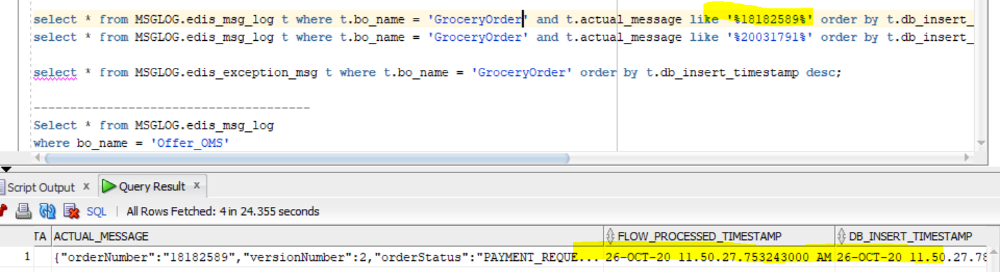 select * from MSGLOG.edis_msg_log t where t.bo_name = 'GroceryOrder' and t.actual_message like '%18182589%' order by t.db_insert_
select * from MSGLOG.edis_msg_log t where t.bo_name = 'GroceryOrder' and t.actual_message like '%20031791%' order by t.db_insert_
select * from MSGLOG.edis_exception_msg t where t.bo_name = 'GroceryOrder' order by t.db_insert_timestamp desc;
--------------------------------------
Select * from MSGLOG.edis_msg_log
where bo_name = 'Offer_OMS'
Script Output x Query Result x
SQL | All Rows Fetched: 4 in 24.355 seconds
TA ACTUAL_MESSAGE FLOW_PROCESSED_TIMESTAMP DB_INSERT_TIMESTAMP
1 {"orderNumber":"18182589","versionNumber":2,"orderStatus":"PAYMENT_REQUE... 26-OCT-20 11.50.27.753243000 AM 26-OCT-20 11.50.27.78